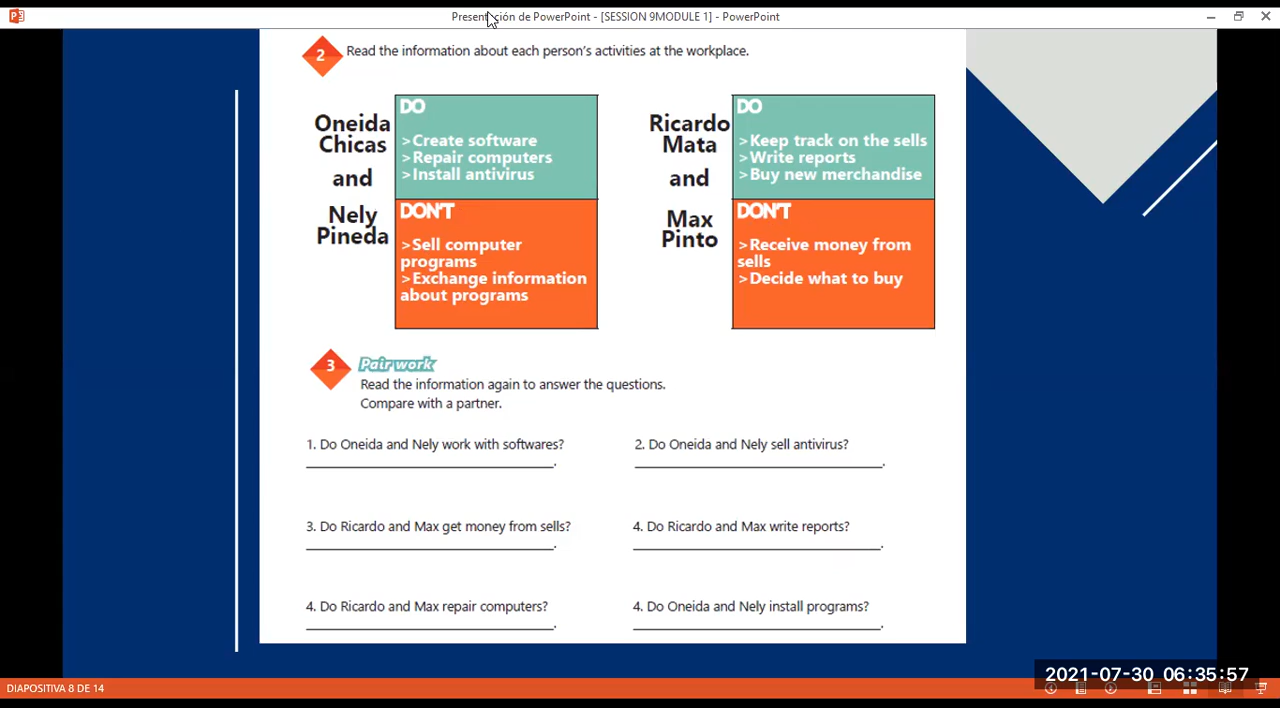 Presentación de PowerPoint - [SESSION 9MODULE 1] - PowerPoint
2 Read the information about each person's activities at the workplace.
Oneida
Chicas
and
Nely
Pineda
DO
>Create software
>Repair computers
>Install antivirus
DON'T
>Sell computer
programs
>Exchange information
about programs
Ricardo
Mata
and
Max
Pinto
DO
>Keep track on the sells
>Write reports
>Buy new merchandise
DON'T
>Receive money from
sells
>Decide what to buy
3 Pair work
Read the information again to answer the questions.
Compare with a partner.
1. Do Oneida and Nely work with softwares?
2. Do Oneida and Nely sell antivirus?
3. Do Ricardo and Max get money from sells?
4. Do Ricardo and Max write reports?
4. Do Ricardo and Max repair computers?
4. Do Oneida and Nely install programs?
2021-07-30 06:35:57
DIAPOSITIVA 8 DE 14